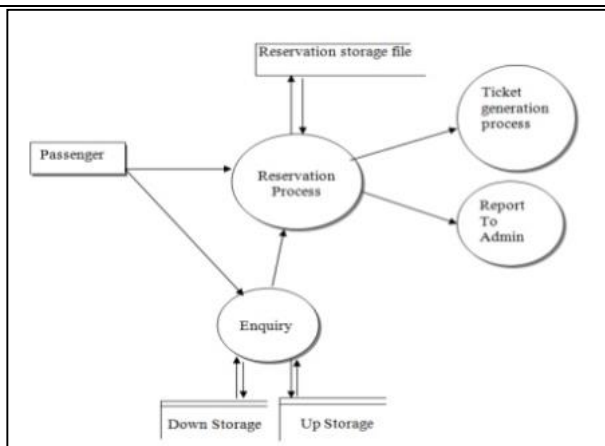 Reservation storage file
Ticket
generation
process
Passenger
Reservation
Process
Report
To
Admin
Enquiry
Down Storage
Up Storage